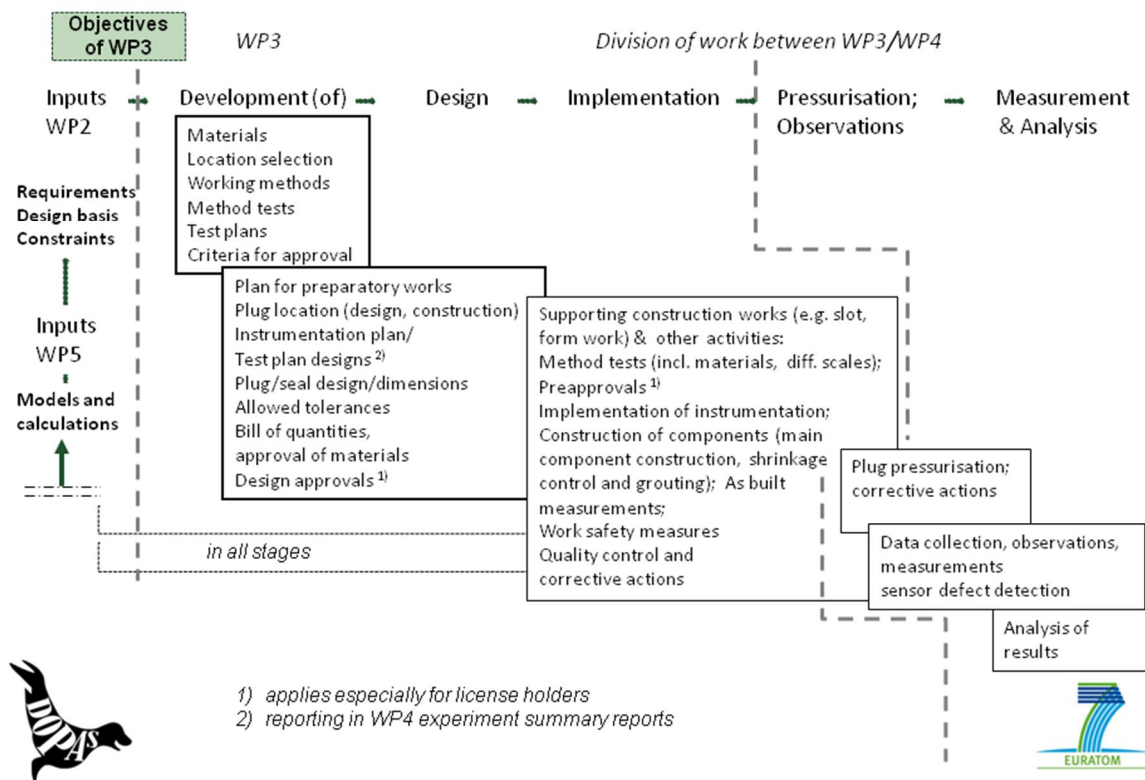 Objectives
of WP3
WP3
Division of work between WP3/WP4
Inputs
WP2
Development (of)
Design
Implementation
Pressurisation;
Observations
Measurement
& Analysis
Materials
Location selection
Working methods
Method tests
Test plans
Criteria for approval
Requirements
Design basis
Constraints
Inputs
WP5
Models and
calculations
Plan for preparatory works
Plug location (design, construction)
Instrumentation plan/
Test plan designs 2)
Plug/seal design/dimensions
Allowed tolerances
Bill of quantities,
approval of materials
Design approvals 1)
Supporting construction works (e.g. slot,
form work) & other activities:
Method tests (incl. materials, diff. scales);
Preapprovals 1)
Implementation of instrumentation;
Construction of components (main
component construction, shrinkage
control and grouting); As built
measurements;
Work safety measures
Quality control and
corrective actions
in all stages
Plug pressurisation;
corrective actions
Data collection, observations,
measurements
sensor defect detection
Analysis of
results
1) applies especially for license holders
2) reporting in WP4 experiment summary reports
DOPAS
7
EURATOM